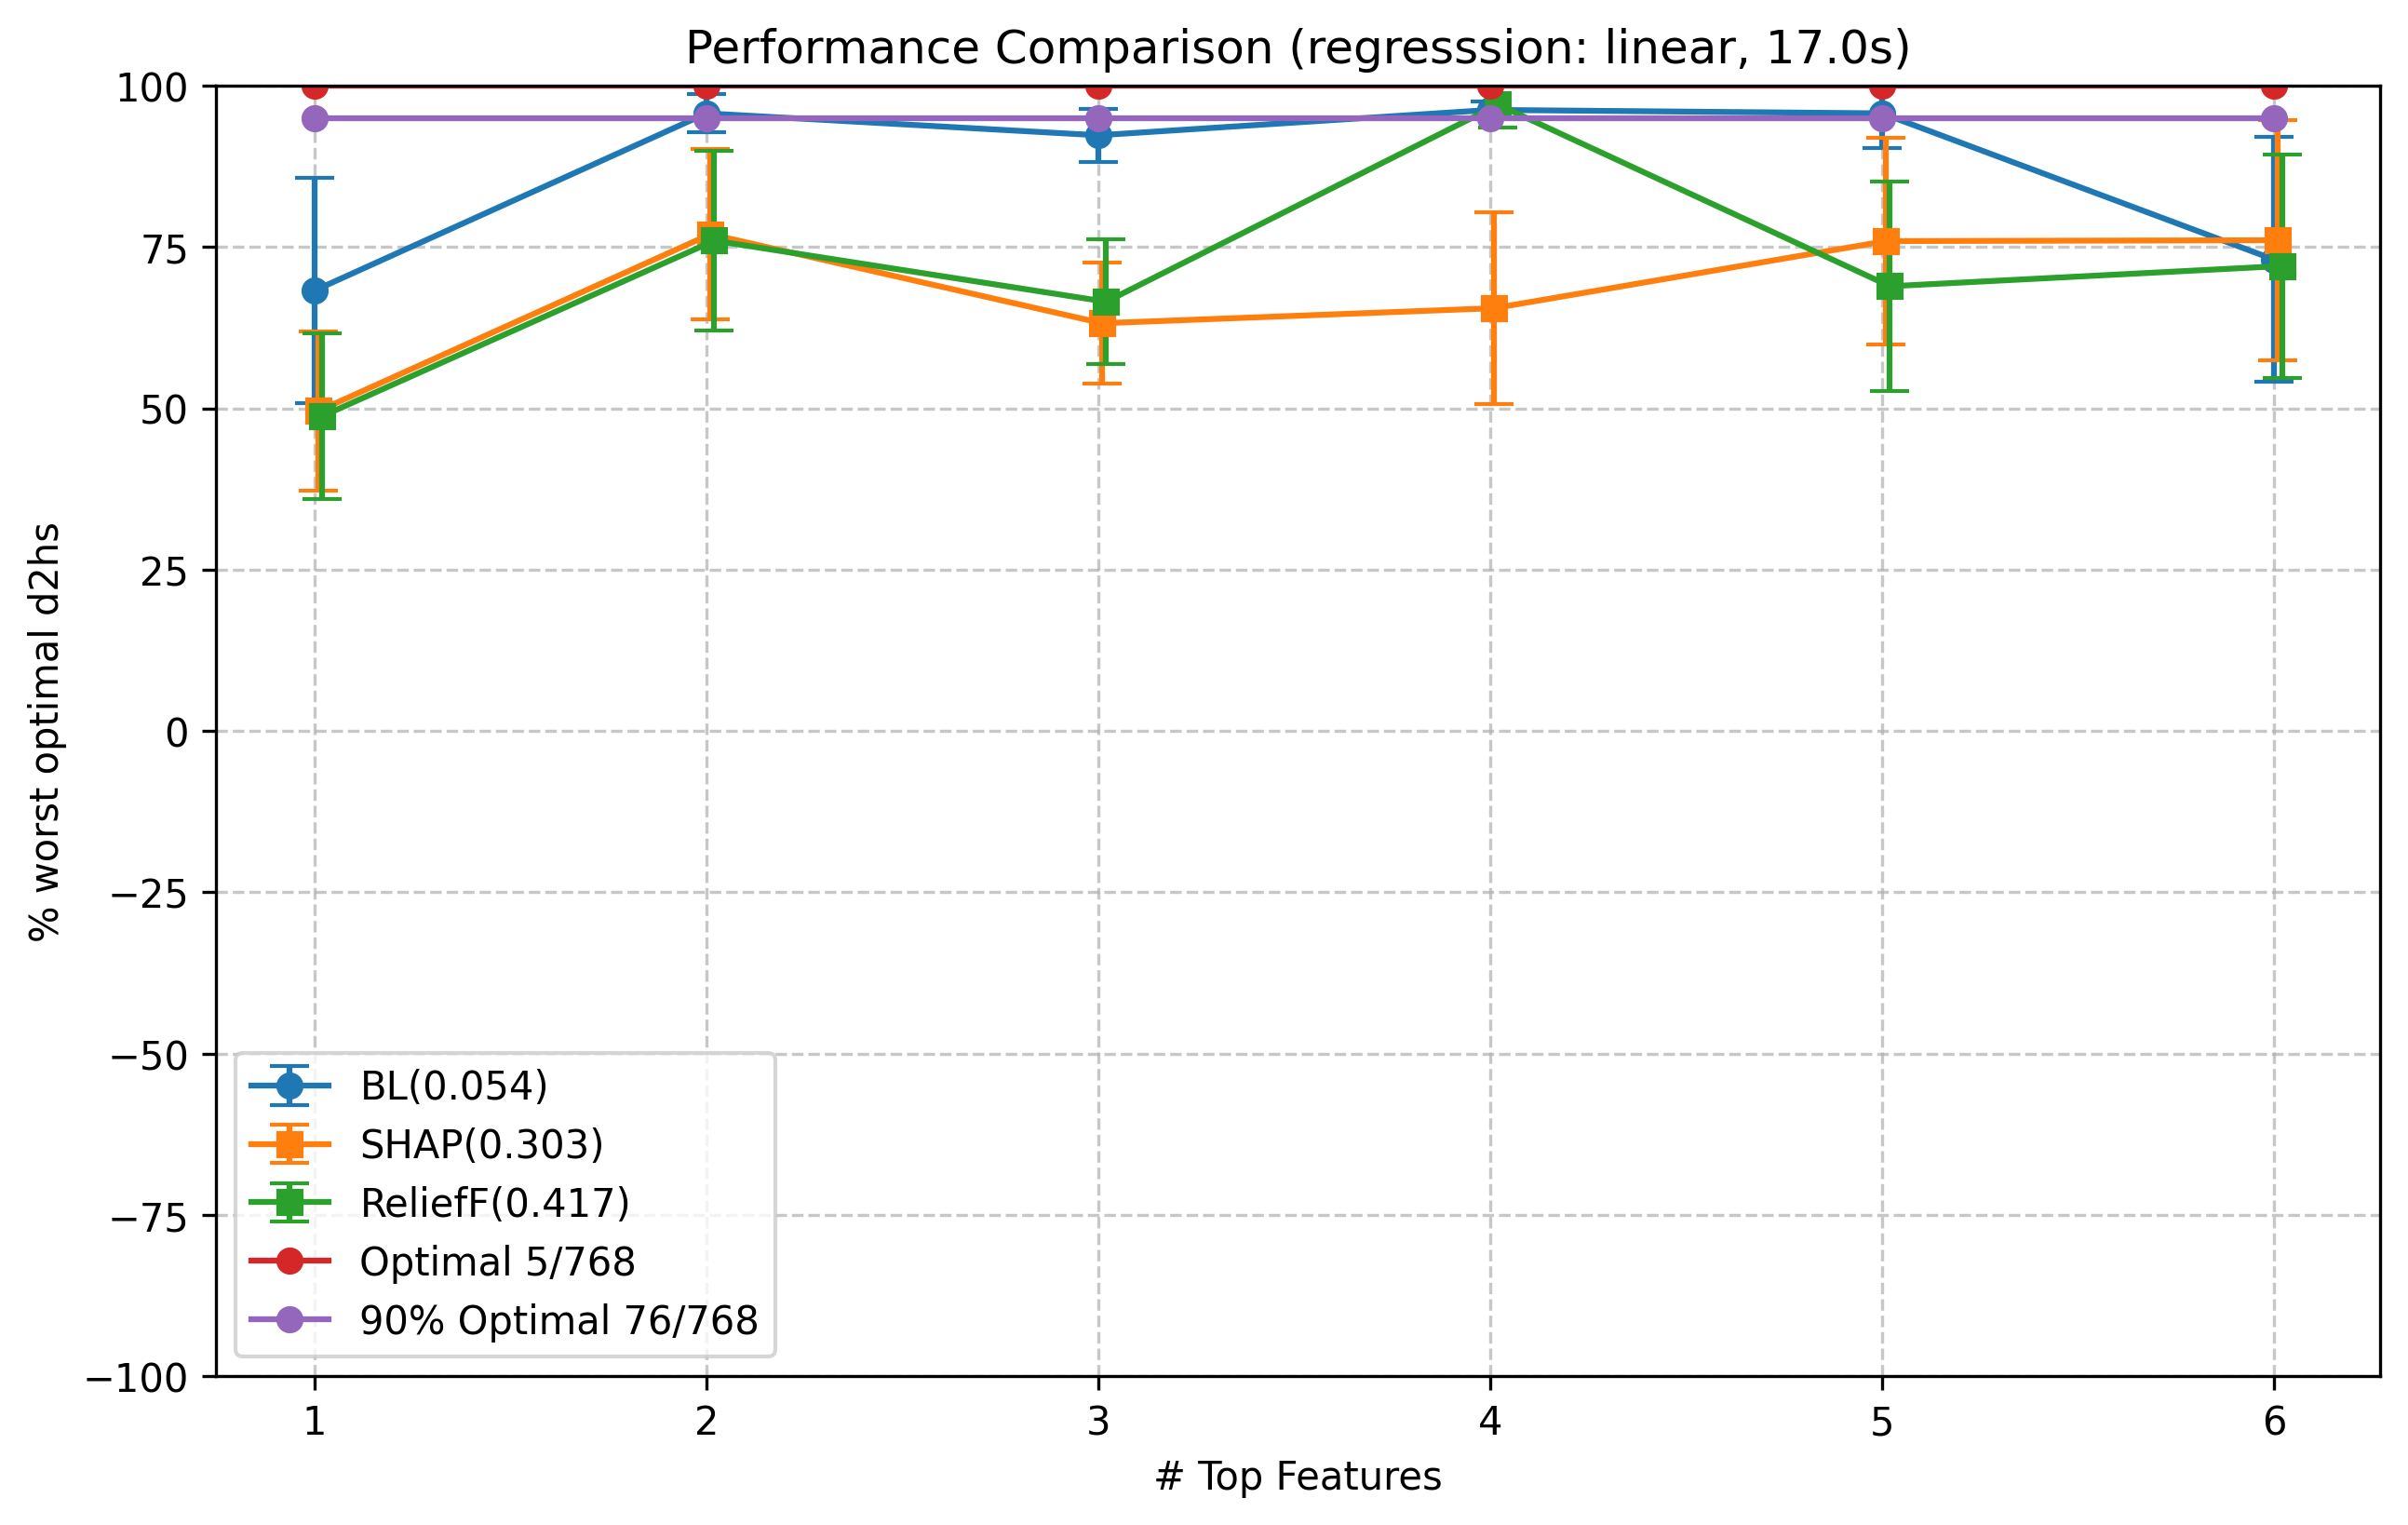 Performance Comparison (regresssion: linear, 17.0s)
% worst optimal d2hs
100
75
50
25
0
−25
−50
−75
−100
BL(0.054)
SHAP(0.303)
ReliefF(0.417)
Optimal 5/768
90% Optimal 76/768
1 2 3 4 5 6
# Top Features